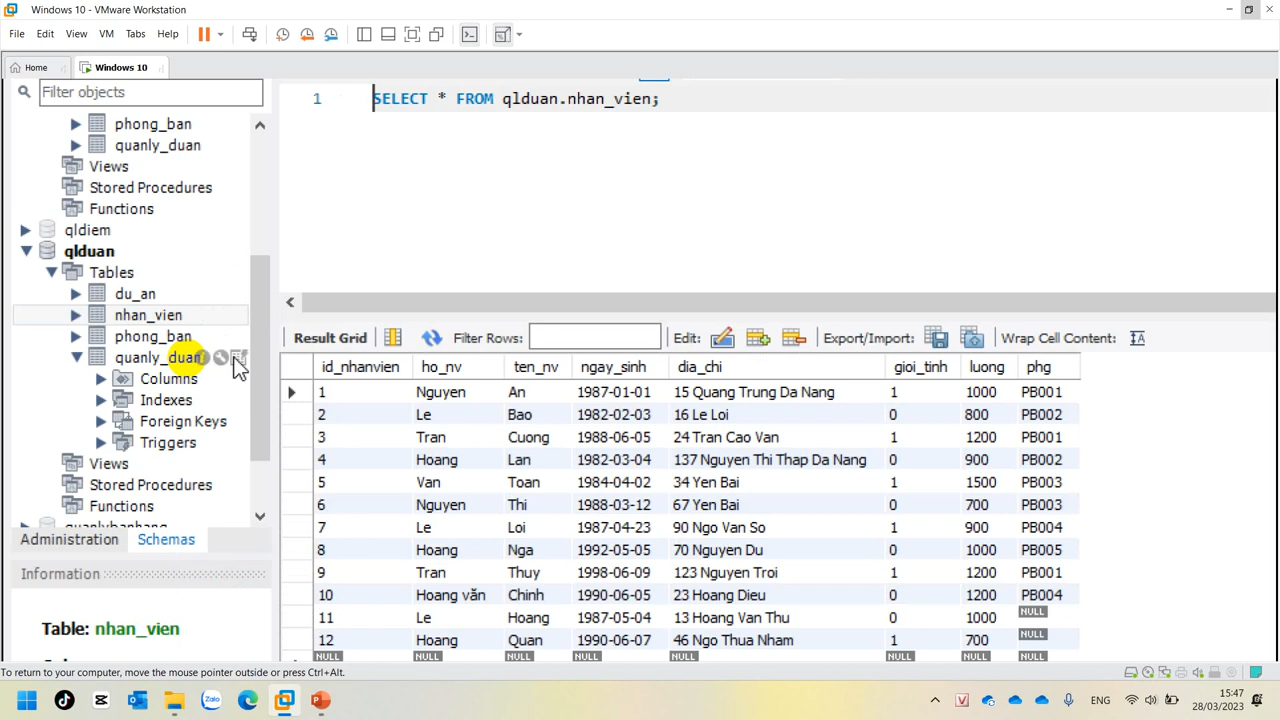 Windows 10 - VMware Workstation
File Edit View VM Tabs Help
Home Windows 10
Filter objects
phong_ban
quanly_duan
Views
Stored Procedures
Functions
qldiem
qlduan
Tables
du_an
nhan_vien
phong_ban
quanly_duan
Columns
Indexes
Foreign Keys
Triggers
Views
Stored Procedures
Functions
quanlybanhang
Administration Schemas
Information
Table: nhan_vien
1 SELECT * FROM qlduan.nhan_vien;
Result Grid Filter Rows: Edit: Export/Import: Wrap Cell Content:
id_nhanvien ho_nv ten_nv ngay_sinh dia_chi gioi_tinh luong phg
1 Nguyen An 1987-01-01 15 Quang Trung Da Nang 1 1000 PB001
2 Le Bao 1982-02-03 16 Le Loi 0 800 PB002
3 Tran Cuong 1988-06-05 24 Tran Cao Van 1 1200 PB001
4 Hoang Lan 1982-03-04 137 Nguyen Thi Thap Da Nang 0 900 PB002
5 Van Toan 1984-04-02 34 Yen Bai 1 1500 PB003
6 Nguyen Thi 1988-03-12 67 Yen Bai 0 700 PB003
7 Le Loi 1987-04-23 90 Ngo Van So 1 900 PB004
8 Hoang Nga 1992-05-05 70 Nguyen Du 0 1000 PB005
9 Tran Thuy 1998-06-09 123 Nguyen Troi 1 1200 PB001
10 Hoang văn Chinh 1990-05-06 23 Hoang Dieu 0 1200 PB004
11 Le Hoang 1987-05-04 13 Hoang Van Thu 0 1000 NULL
12 Hoang Quan 1990-06-07 46 Ngo Thua Nham 1 700 NULL
NULL NULL NULL NULL NULL NULL NULL NULL
To return to your computer, move the mouse pointer outside or press Ctrl+Alt.
Zalo
ENG
15:47
28/03/2023